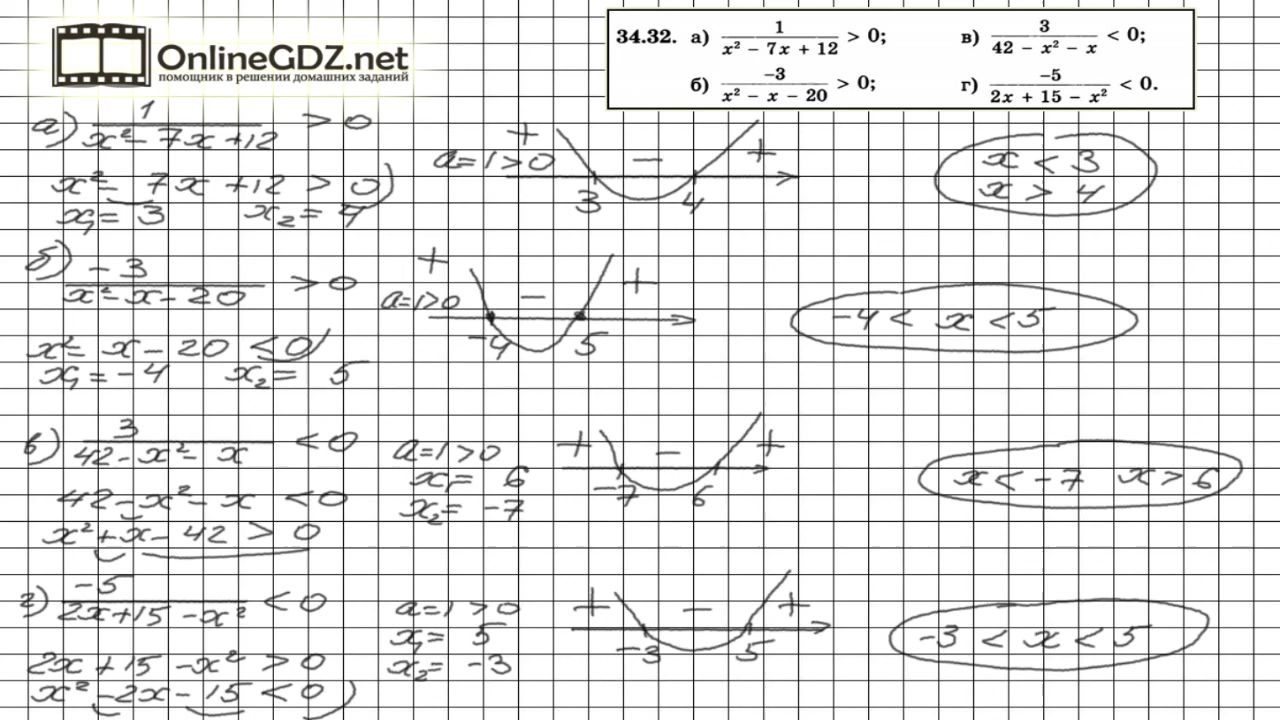 OnlineGDZ.net
помощник в решении домашних заданий
34.32. а) 1/(x² − 7x + 12) > 0;  в) 3/(42 − x² − x) < 0;
б) −3/(x² − x − 20) > 0;  г) −5/(2x + 15 − x²) < 0.
а) 1/(x² − 7x + 12) > 0
x² − 7x + 12 > 0
x₁ = 3  x₂ = 4
a = 1 > 0
+ − +
3 4
x < 3
x > 4
б) −3/(x² − x − 20) > 0
x² − x − 20 < 0
x₁ = −4  x₂ = 5
a = 1 > 0
+ − +
−4 5
−4 < x < 5
в) 3/(42 − x² − x) < 0
42 − x² − x < 0
x² + x − 42 > 0
a = 1 > 0
x₁ = 6
x₂ = −7
+ − +
−7 6
x < −7  x > 6
г) −5/(2x + 15 − x²) < 0
2x + 15 − x² > 0
x² − 2x − 15 < 0
a = 1 > 0
x₁ = 5
x₂ = −3
+ − +
−3 5
−3 < x < 5